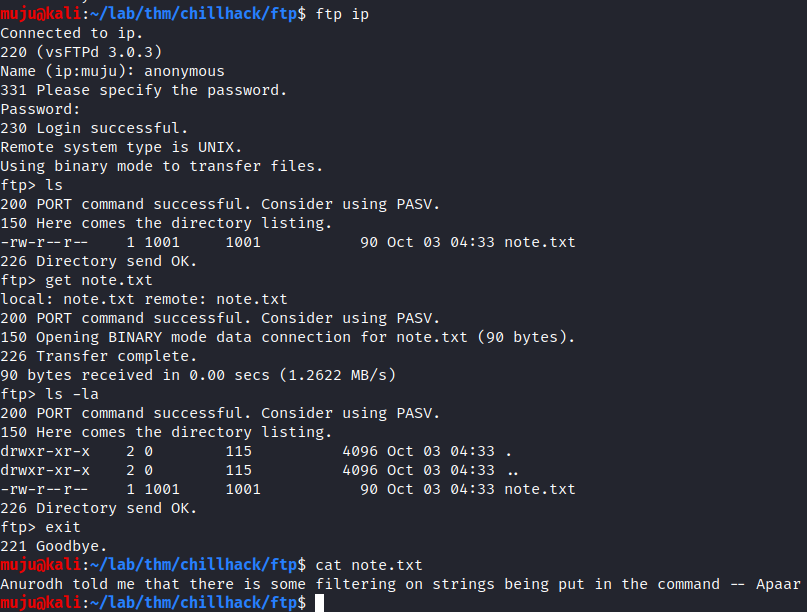 muju@kali:~/lab/thm/chillhack/ftp$ ftp ip
Connected to ip.
220 (vsFTPd 3.0.3)
Name (ip:muju): anonymous
331 Please specify the password.
Password:
230 Login successful.
Remote system type is UNIX.
Using binary mode to transfer files.
ftp> ls
200 PORT command successful. Consider using PASV.
150 Here comes the directory listing.
-rw-r--r--    1 1001     1001           90 Oct 03 04:33 note.txt
226 Directory send OK.
ftp> get note.txt
local: note.txt remote: note.txt
200 PORT command successful. Consider using PASV.
150 Opening BINARY mode data connection for note.txt (90 bytes).
226 Transfer complete.
90 bytes received in 0.00 secs (1.2622 MB/s)
ftp> ls -la
200 PORT command successful. Consider using PASV.
150 Here comes the directory listing.
drwxr-xr-x    2 0        115          4096 Oct 03 04:33 .
drwxr-xr-x    2 0        115          4096 Oct 03 04:33 ..
-rw-r--r--    1 1001     1001           90 Oct 03 04:33 note.txt
226 Directory send OK.
ftp> exit
221 Goodbye.
muju@kali:~/lab/thm/chillhack/ftp$ cat note.txt
Anurodh told me that there is some filtering on strings being put in the command -- Apaar
muju@kali:~/lab/thm/chillhack/ftp$